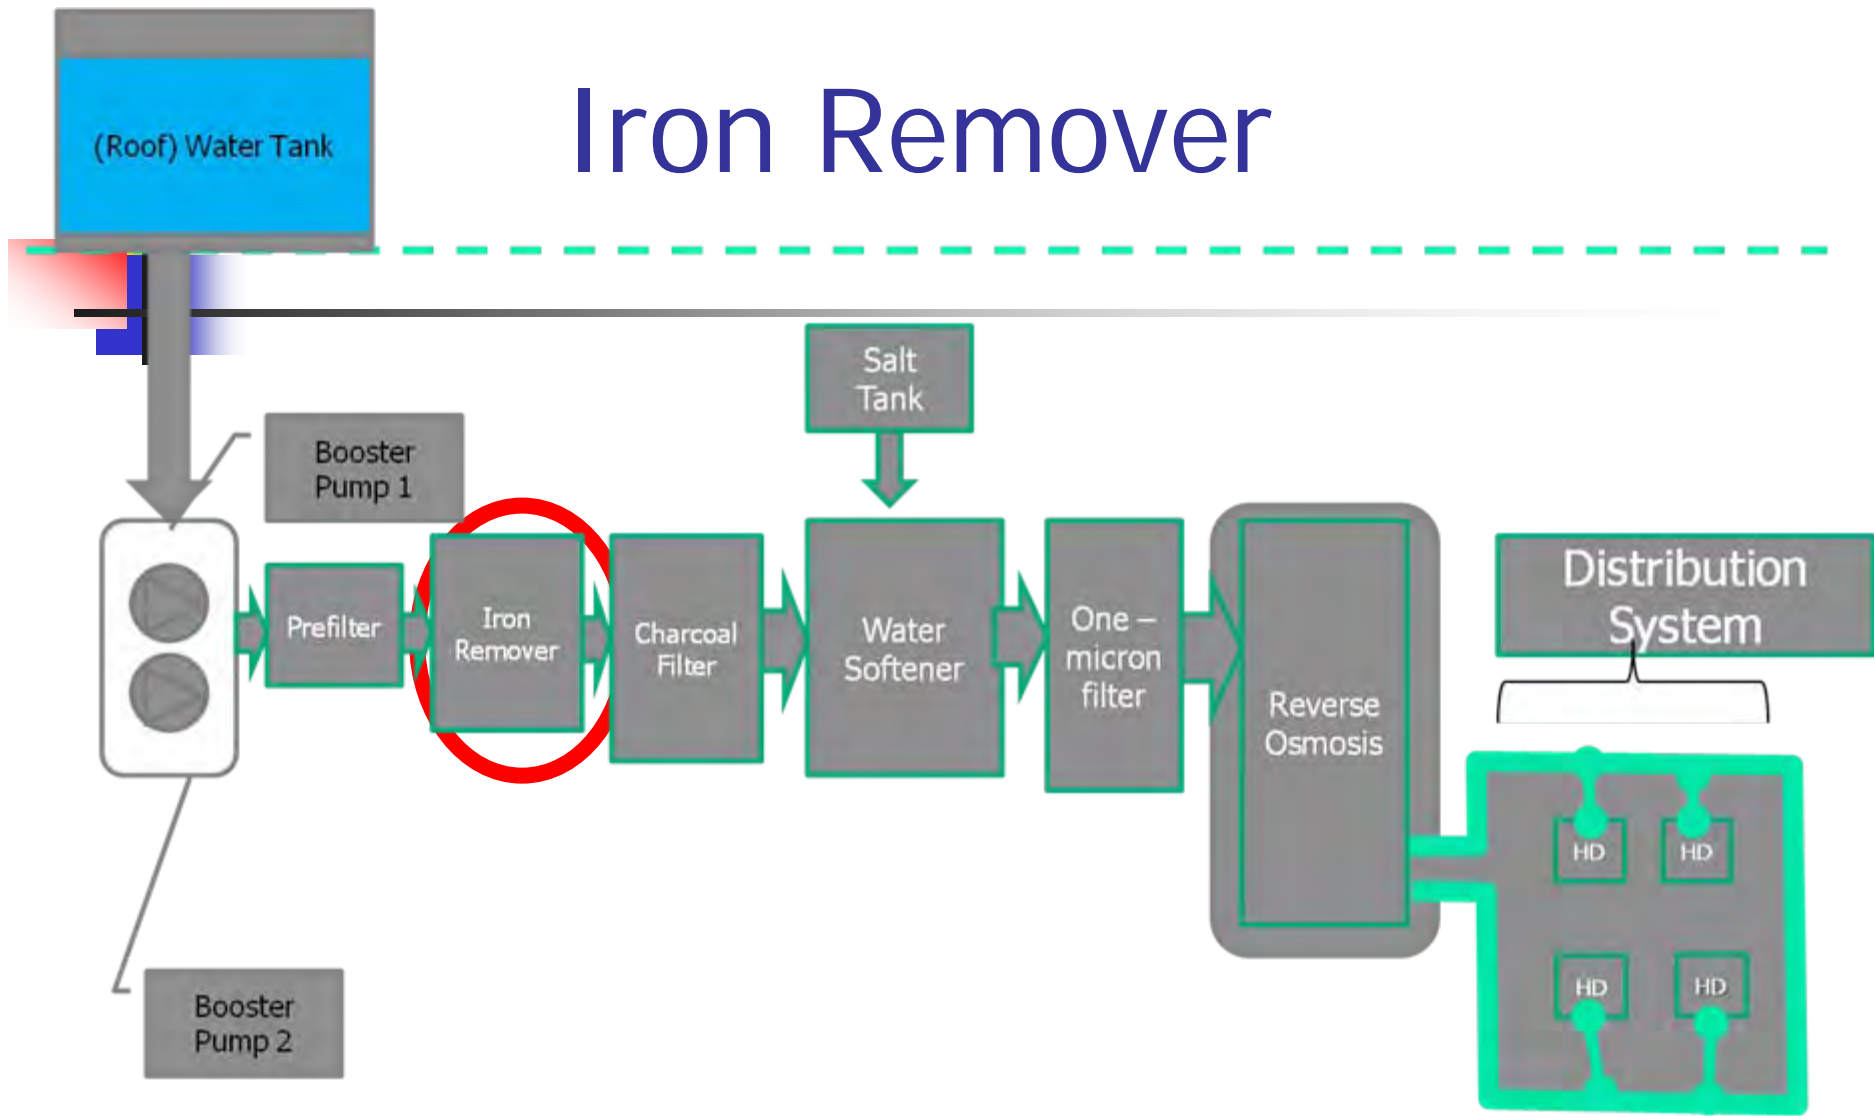 (Roof) Water Tank
Iron Remover
Salt
Tank
Booster
Pump 1
Prefilter
Iron
Remover
Charcoal
Filter
Water
Softener
One –
micron
filter
Reverse
Osmosis
Distribution
System
HD
HD
HD
HD
Booster
Pump 2